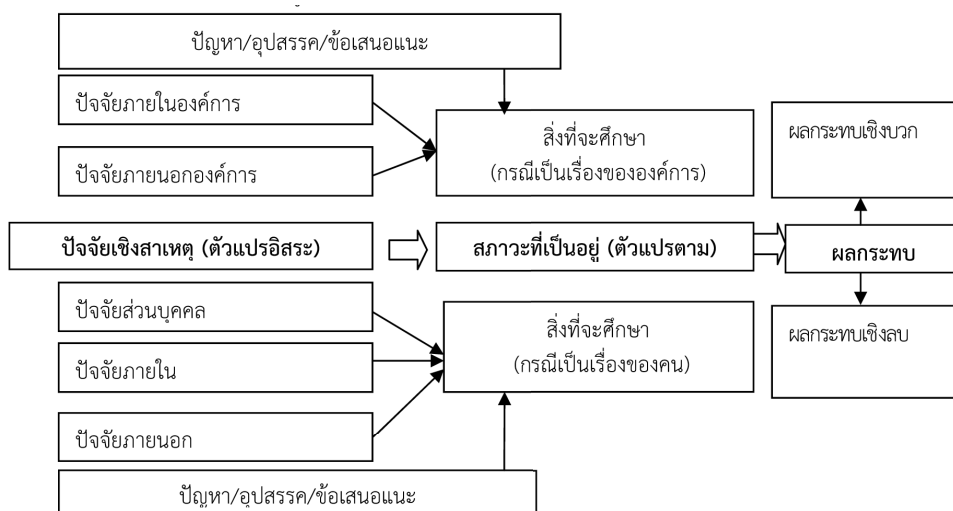 ปัญหา/อุปสรรค/ข้อเสนอแนะ
ปัจจัยภายในองค์การ
ปัจจัยภายนอกองค์การ
สิ่งที่จะศึกษา
(กรณีเป็นเรื่องขององค์การ)
ผลกระทบเชิงบวก
ปัจจัยเชิงสาเหตุ (ตัวแปรอิสระ)
สภาวะที่เป็นอยู่ (ตัวแปรตาม)
ผลกระทบ
ปัจจัยส่วนบุคคล
ปัจจัยภายใน
ปัจจัยภายนอก
สิ่งที่จะศึกษา
(กรณีเป็นเรื่องของคน)
ผลกระทบเชิงลบ
ปัญหา/อุปสรรค/ข้อเสนอแนะ